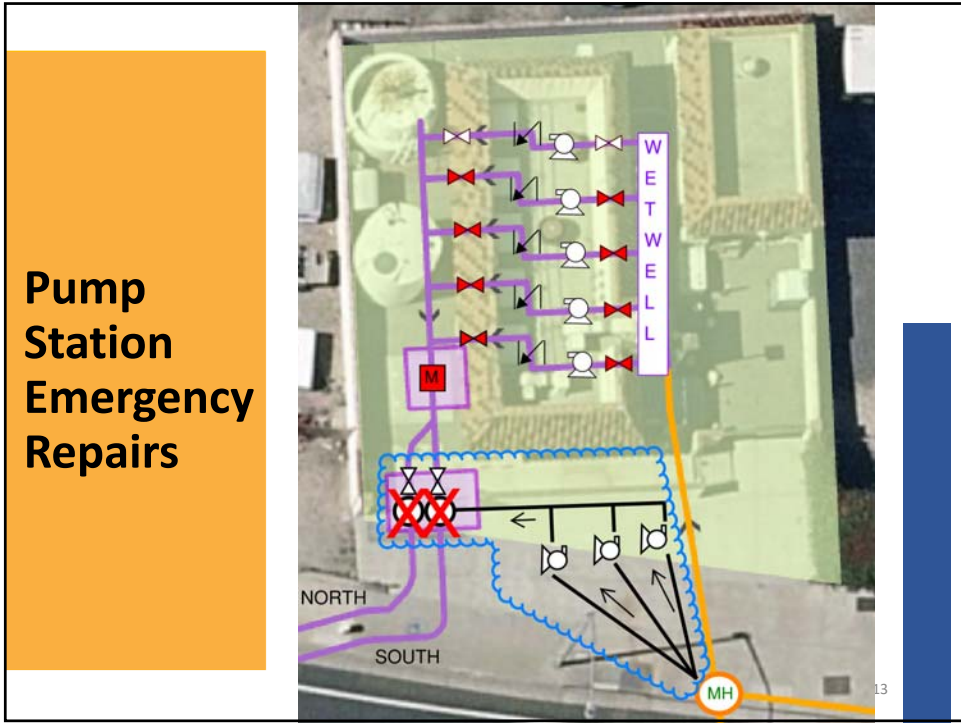 Pump
Station
Emergency
Repairs
W
E
T
W
E
L
L
M
NORTH
SOUTH
MH
13